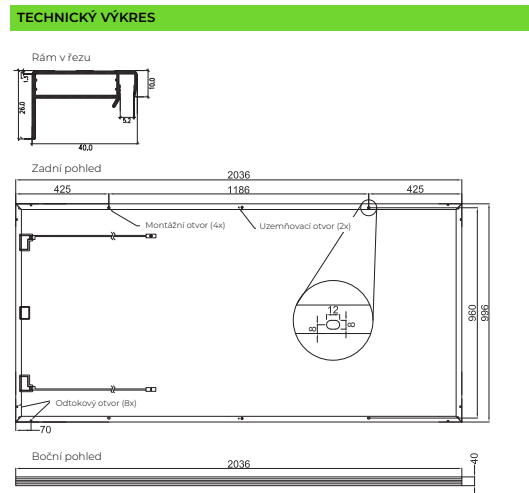 TECHNICKÝ VÝKRES
Rám v řezu
1.3
10.0
26.0
5.2
40.0
Zadní pohled
2036
425 1186 425
Montážní otvor (4x) Uzemňovací otvor (2x)
12
8 8
960 996
Odtokový otvor (8x)
70
Boční pohled
2036
40